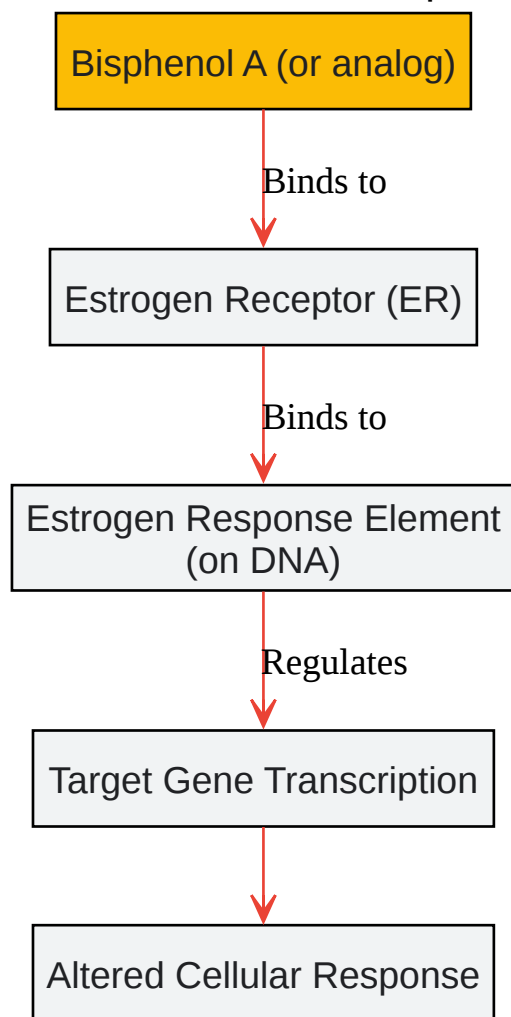 Bisphenol A (or analog)
Binds to
Estrogen Receptor (ER)
Binds to
Estrogen Response Element
(on DNA)
Regulates
Target Gene Transcription
Altered Cellular Response